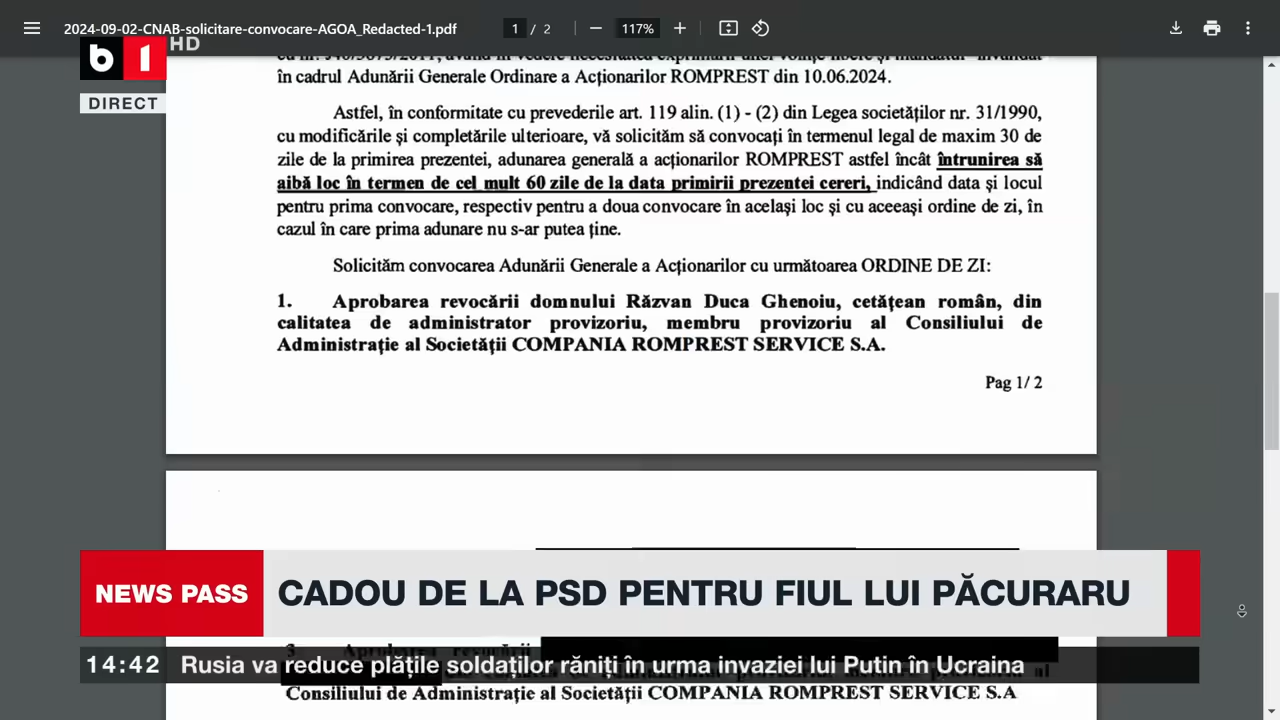 2024-09-02-CNAB-solicitare-convocare-AGOA_Redacted-1.pdf
1 / 2
117%
b1 HD
DIRECT
în cadrul Adunării Generale Ordinare a Acționarilor ROMPREST din 10.06.2024.
Astfel, în conformitate cu prevederile art. 119 alin. (1) - (2) din Legea societăților nr. 31/1990,
cu modificările și completările ulterioare, vă solicităm să convocați în termenul legal de maxim 30 de
zile de la primirea prezentei, adunarea generală a acționarilor ROMPREST astfel încât întrunirea să
aibă loc în termen de cel mult 60 zile de la data primirii prezentei cereri, indicând data și locul
pentru prima convocare, respectiv pentru a doua convocare în același loc și cu aceeași ordine de zi, în
cazul în care prima adunare nu s-ar putea ține.
Solicităm convocarea Adunării Generale a Acționarilor cu următoarea ORDINE DE ZI:
1. Aprobarea revocării domnului Răzvan Duca Ghenoiu, cetățean român, din
calitatea de administrator provizoriu, membru provizoriu al Consiliului de
Administrație al Societății COMPANIA ROMPREST SERVICE S.A.
Pag 1/ 2
NEWS PASS
CADOU DE LA PSD PENTRU FIUL LUI PĂCURARU
14:42 Rusia va reduce plățile soldaților răniți în urma invaziei lui Putin în Ucraina
Consiliului de Administrație al Societății COMPANIA ROMPREST SERVICE S.A